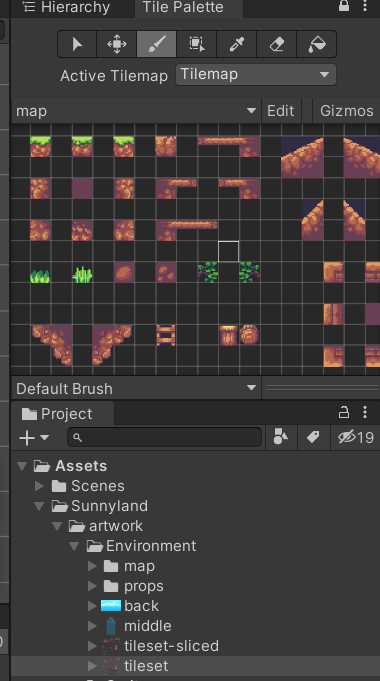 Hierarchy Tile Palette
Active Tilemap Tilemap
map Edit Gizmos
Default Brush
Project
19
Assets
Scenes
Sunnyland
artwork
Environment
map
props
back
middle
tileset-sliced
tileset